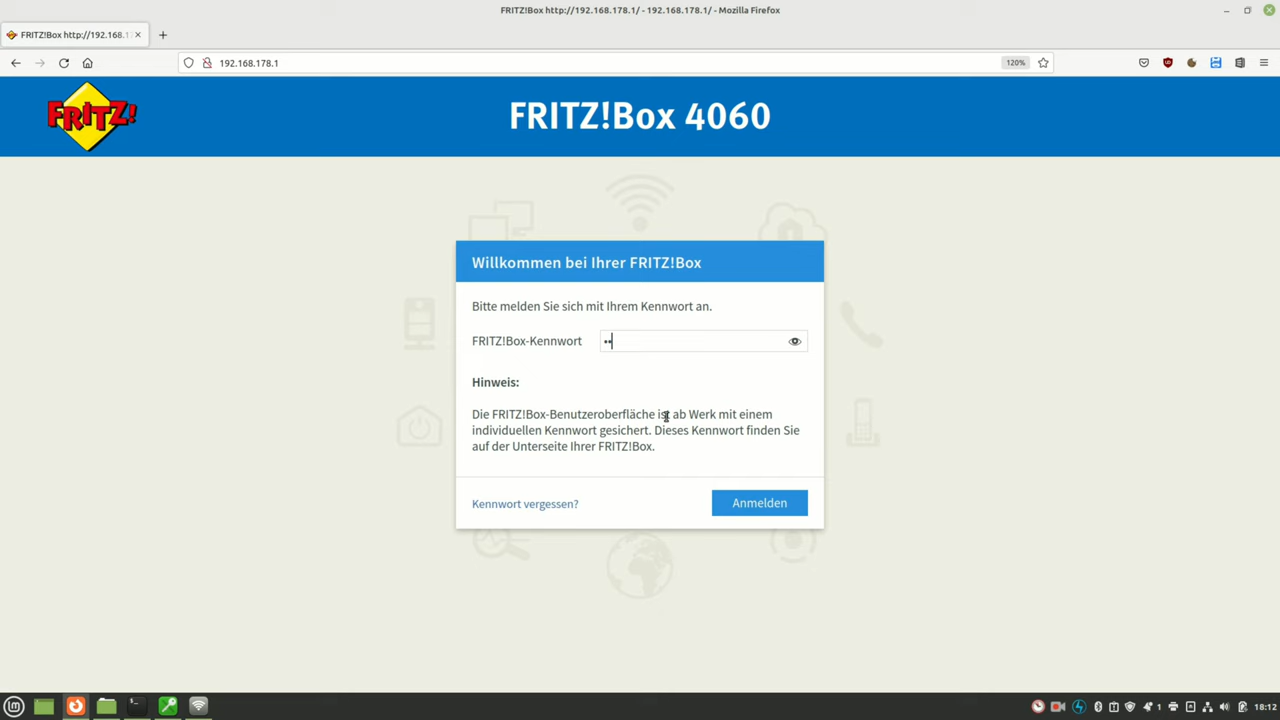 FRITZ!Box http://192.168.178.1/ - 192.168.178.1/ - Mozilla Firefox
FRITZ!Box http://192.168.1
192.168.178.1
120%
FRITZ!
FRITZ!Box 4060
Willkommen bei Ihrer FRITZ!Box
Bitte melden Sie sich mit Ihrem Kennwort an.
FRITZ!Box-Kennwort
Hinweis:
Die FRITZ!Box-Benutzeroberfläche ist ab Werk mit einem
individuellen Kennwort gesichert. Dieses Kennwort finden Sie
auf der Unterseite Ihrer FRITZ!Box.
Kennwort vergessen?
Anmelden
1
18:12